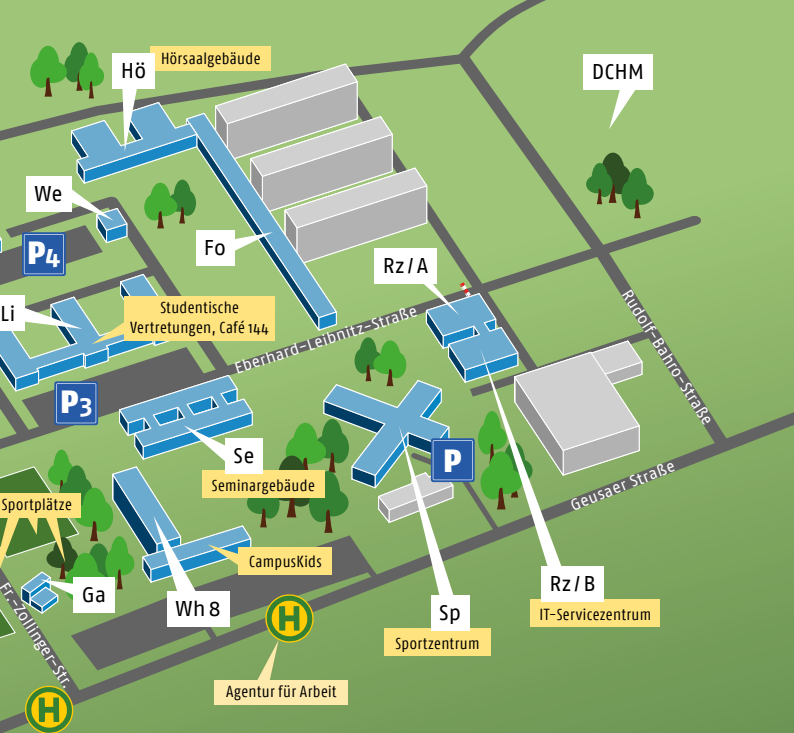 Hö
Hörsaalgebäude
DCHM
We
P4
Fo
Rz / A
Li
Studentische
Vertretungen, Café 144
Eberhard-Leibnitz-Straße
Rudolf-Bahro-Straße
P3
Se
Seminargebäude
P
Geusaer Straße
Sportplätze
CampusKids
Ga
Wh 8
Fr.-Zollinger-Str.
H
Sp
Sportzentrum
Rz / B
IT-Servicezentrum
Agentur für Arbeit
H